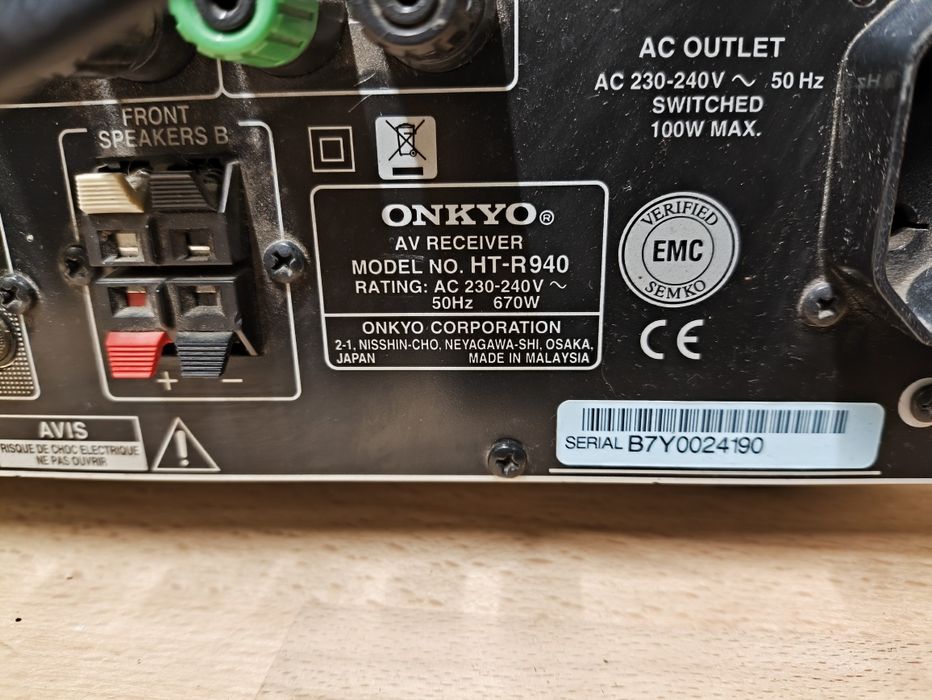 AC OUTLET
AC 230-240V ~ 50 Hz
SWITCHED
100W MAX.
FRONT
SPEAKERS B
+ −
ONKYO®
AV RECEIVER
MODEL NO. HT-R940
RATING: AC 230-240V ~
50Hz 670W
ONKYO CORPORATION
2-1, NISSHIN-CHO, NEYAGAWA-SHI, OSAKA,
JAPAN MADE IN MALAYSIA
VERIFIED
EMC
SEMKO
CE
AVIS
RISQUE DE CHOC ELECTRIQUE
NE PAS OUVRIR
SERIAL B7Y0024190